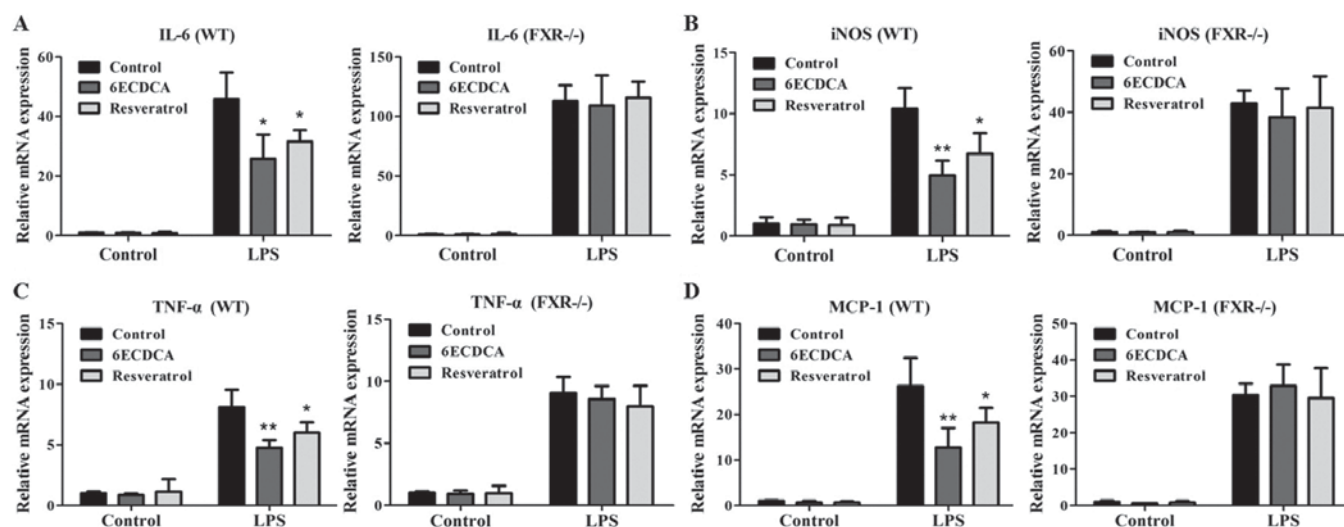 A
IL-6 (WT)
Relative mRNA expression
60
40
20
0
Control
6ECDCA
Resveratrol
*
*
Control
LPS
IL-6 (FXR-/-)
Relative mRNA expression
150
100
50
0
Control
6ECDCA
Resveratrol
Control
LPS
B
iNOS (WT)
Relative mRNA expression
15
10
5
0
Control
6ECDCA
Resveratrol
**
*
Control
LPS
iNOS (FXR-/-)
Relative mRNA expression
60
40
20
0
Control
6ECDCA
Resveratrol
Control
LPS
C
TNF-α (WT)
Relative mRNA expression
15
10
5
0
Control
6ECDCA
Resveratrol
**
*
Control
LPS
TNF-α (FXR-/-)
Relative mRNA expression
15
10
5
0
Control
6ECDCA
Resveratrol
Control
LPS
D
MCP-1 (WT)
Relative mRNA expression
40
30
20
10
0
Control
6ECDCA
Resveratrol
**
*
Control
LPS
MCP-1 (FXR-/-)
Relative mRNA expression
50
40
30
20
10
0
Control
6ECDCA
Resveratrol
Control
LPS